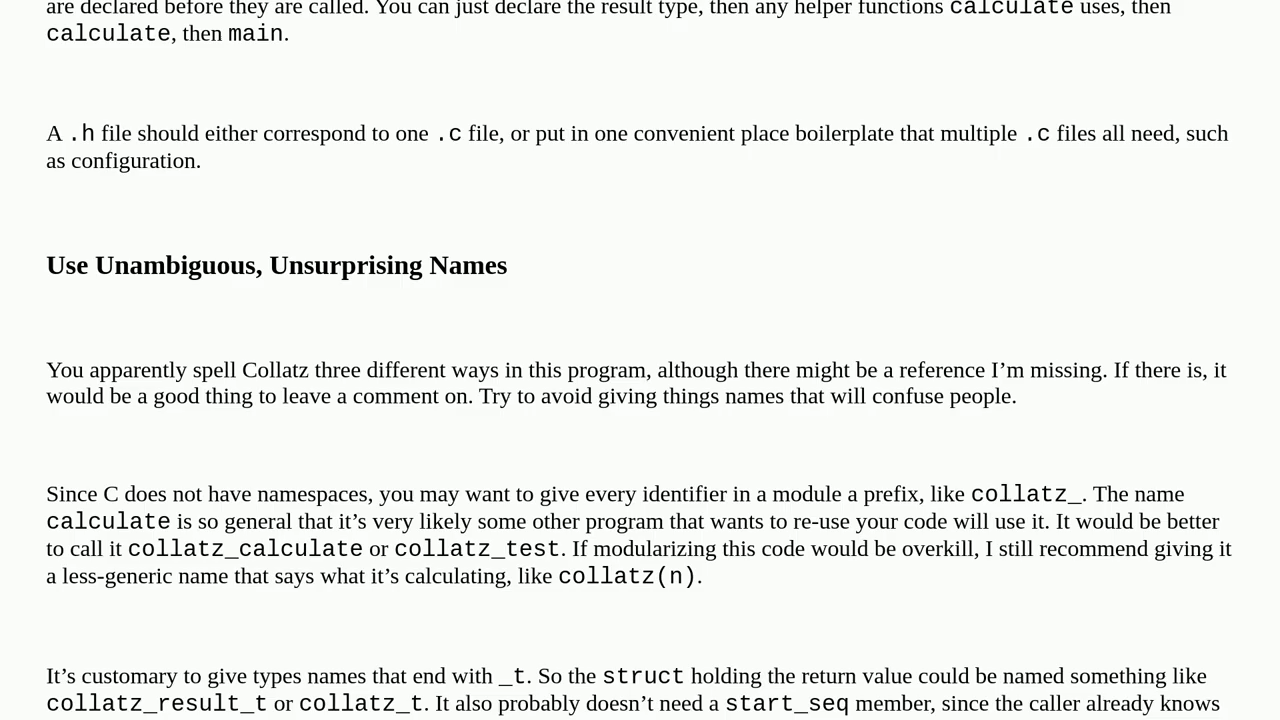 are declared before they are called. You can just declare the result type, then any helper functions calculate uses, then
calculate, then main.
A .h file should either correspond to one .c file, or put in one convenient place boilerplate that multiple .c files all need, such
as configuration.
Use Unambiguous, Unsurprising Names
You apparently spell Collatz three different ways in this program, although there might be a reference I’m missing. If there is, it
would be a good thing to leave a comment on. Try to avoid giving things names that will confuse people.
Since C does not have namespaces, you may want to give every identifier in a module a prefix, like collatz_. The name
calculate is so general that it’s very likely some other program that wants to re-use your code will use it. It would be better
to call it collatz_calculate or collatz_test. If modularizing this code would be overkill, I still recommend giving it
a less-generic name that says what it’s calculating, like collatz(n).
It’s customary to give types names that end with _t. So the struct holding the return value could be named something like
collatz_result_t or collatz_t. It also probably doesn’t need a start_seq member, since the caller already knows